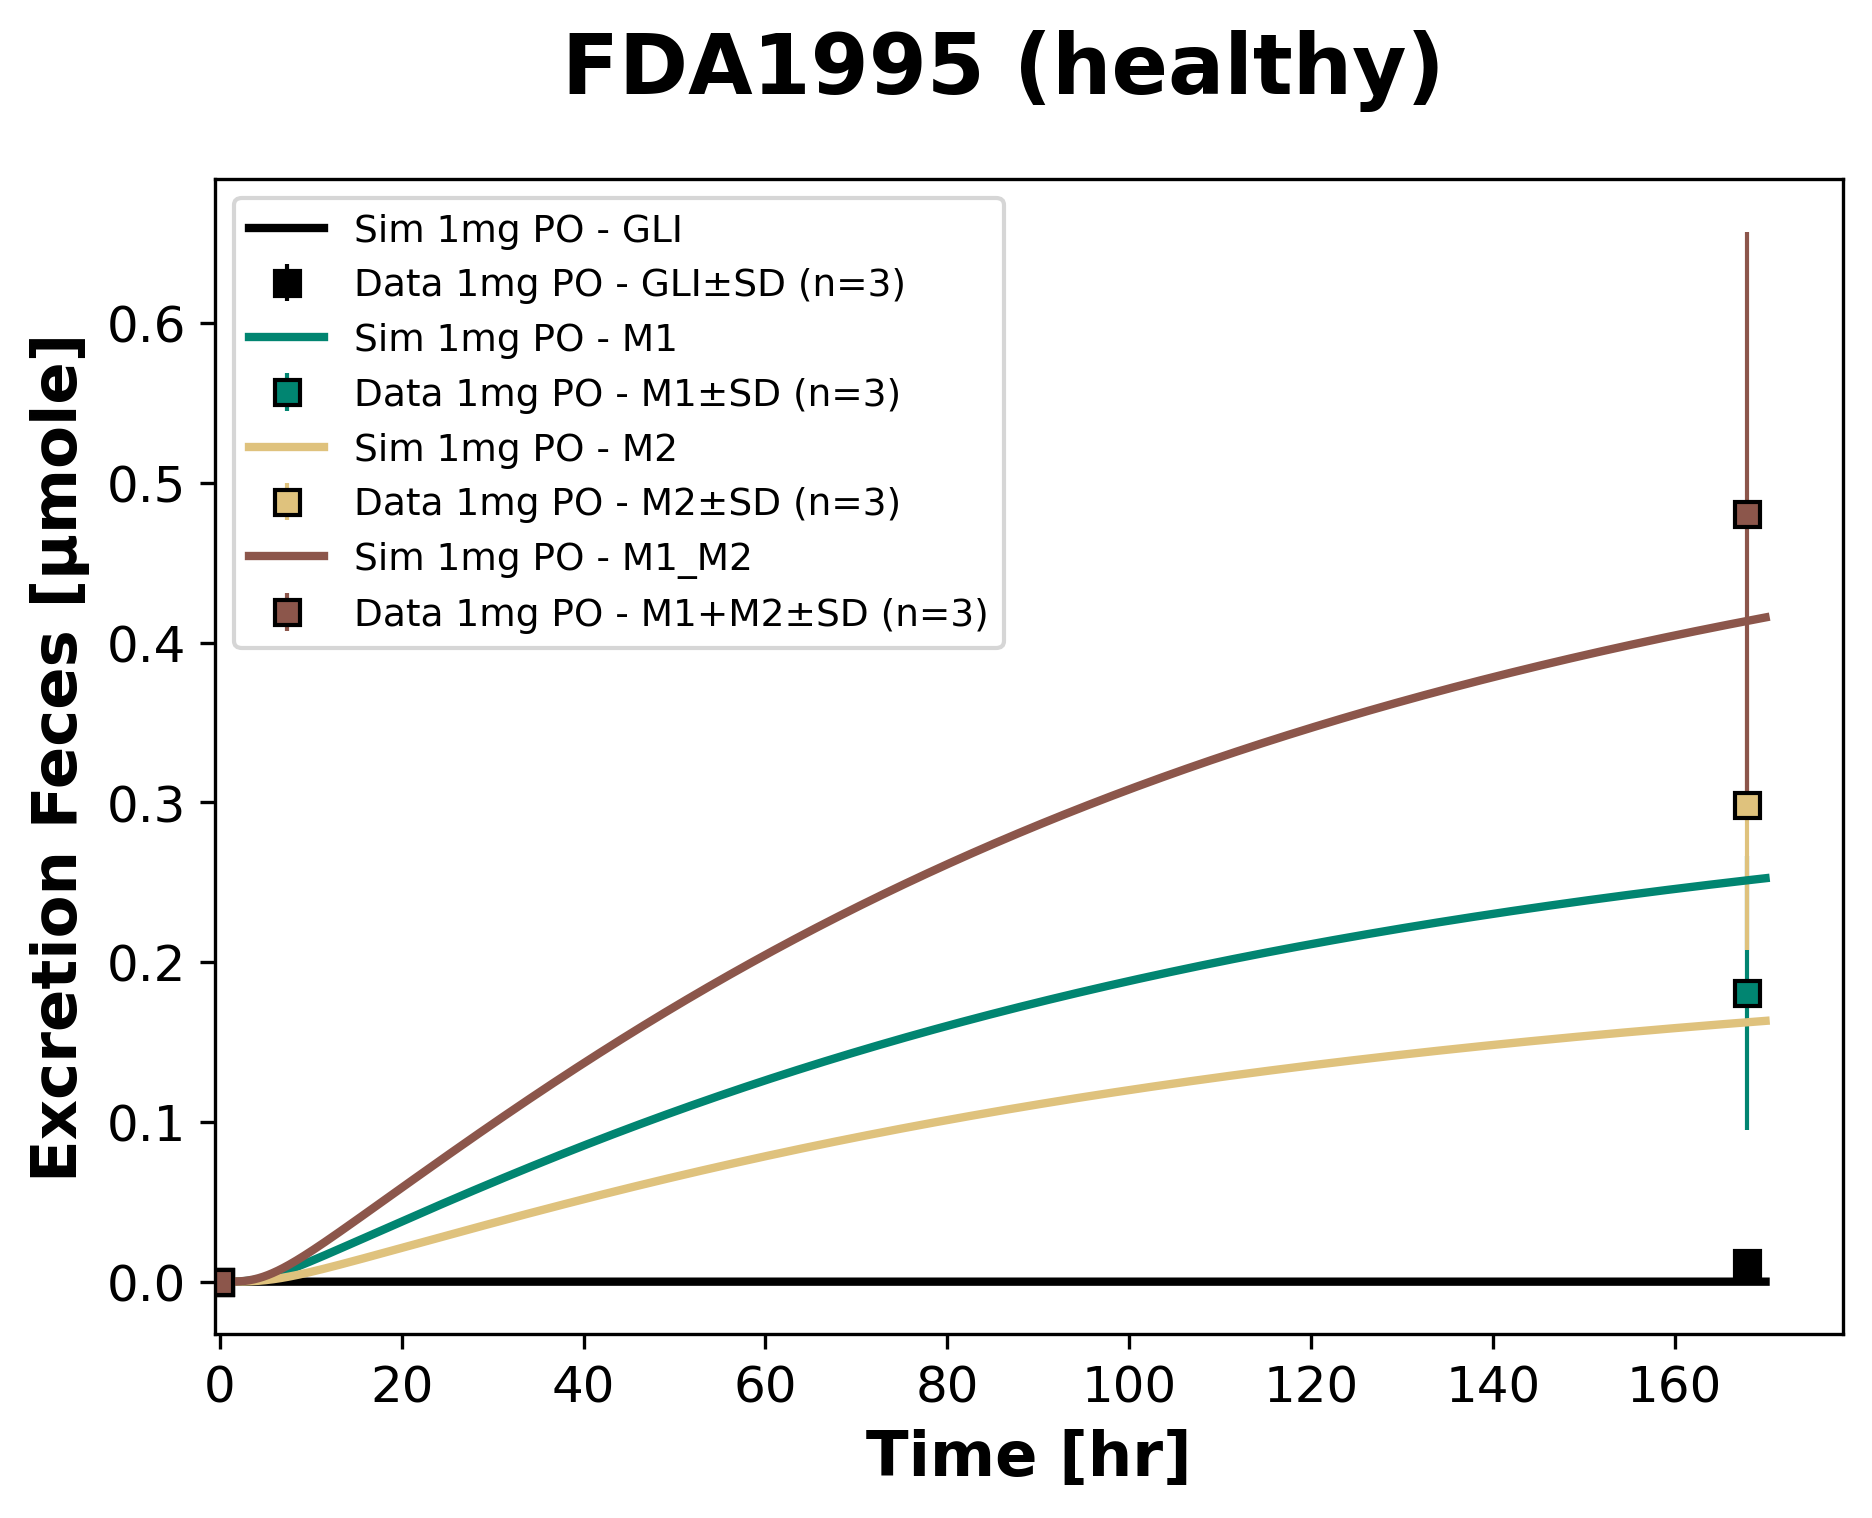 FDA1995 (healthy)
Sim 1mg PO - GLI
Data 1mg PO - GLI±SD (n=3)
Sim 1mg PO - M1
Data 1mg PO - M1±SD (n=3)
Sim 1mg PO - M2
Data 1mg PO - M2±SD (n=3)
Sim 1mg PO - M1_M2
Data 1mg PO - M1+M2±SD (n=3)
Excretion Feces [µmole]
0.6
0.5
0.4
0.3
0.2
0.1
0.0
0 20 40 60 80 100 120 140 160
Time [hr]